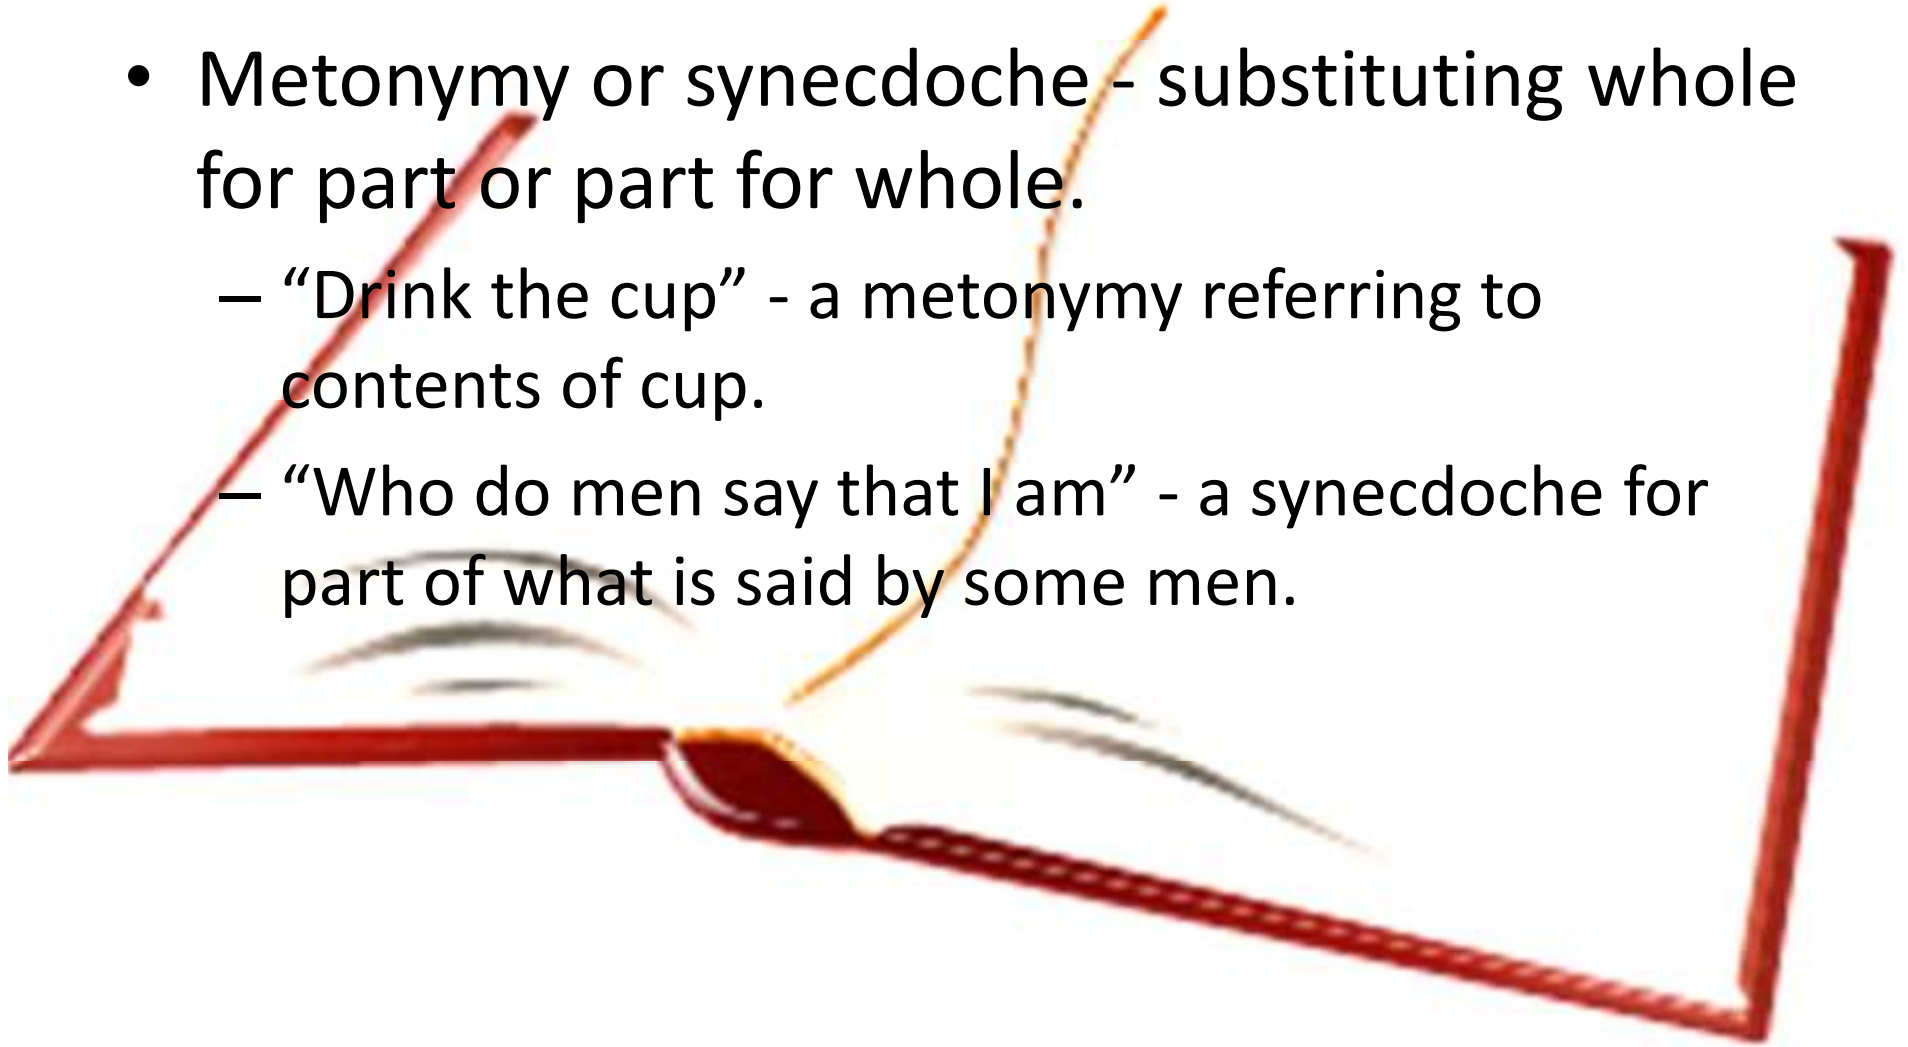 • Metonymy or synecdoche - substituting whole
for part or part for whole.
– “Drink the cup” - a metonymy referring to
contents of cup.
– “Who do men say that I am” - a synecdoche for
part of what is said by some men.